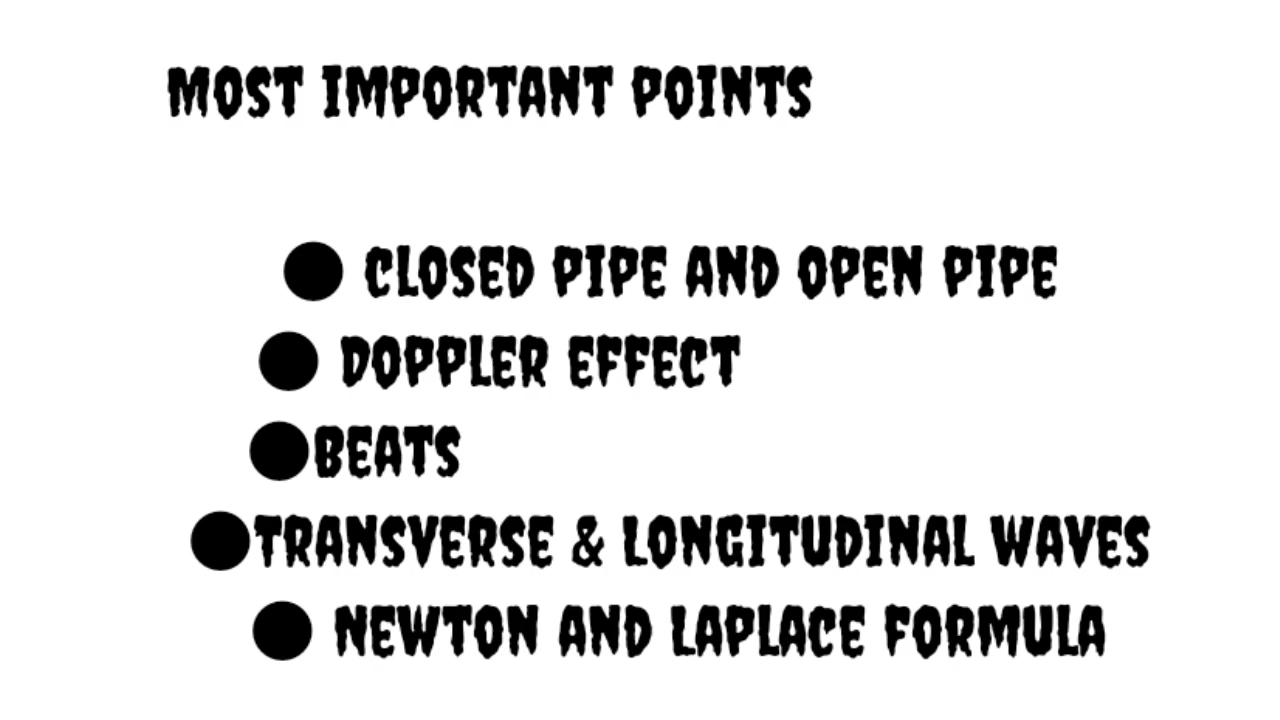 MOST IMPORTANT POINTS
● CLOSED PIPE AND OPEN PIPE
● DOPPLER EFFECT
●BEATS
●TRANSVERSE & LONGITUDINAL WAVES
● NEWTON AND LAPLACE FORMULA